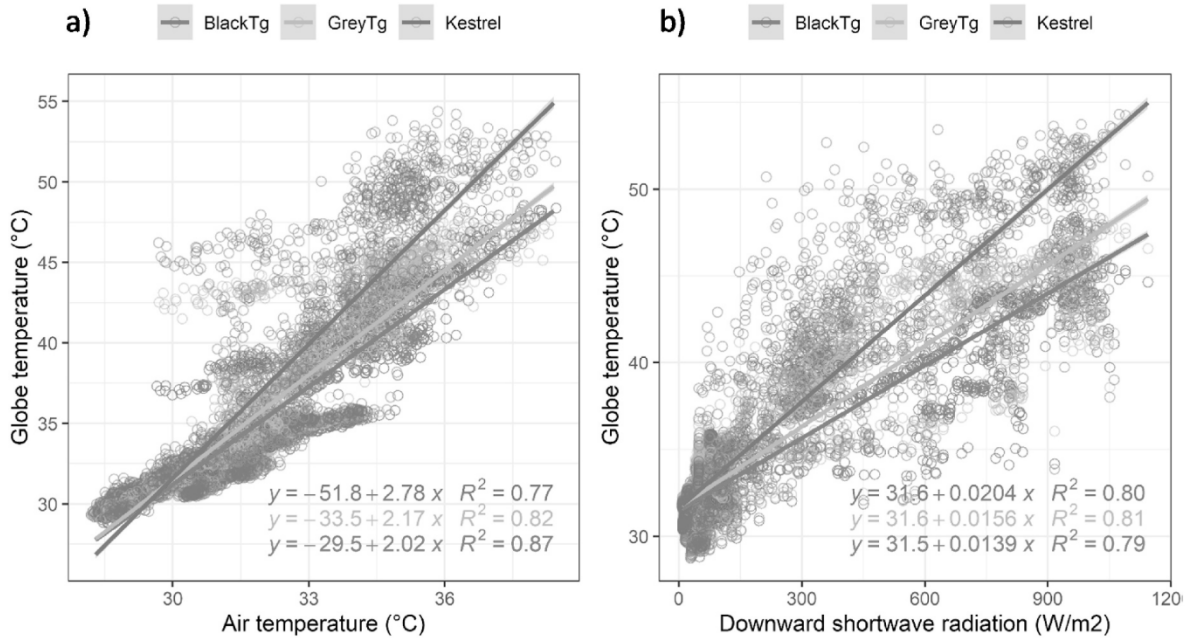 a)
BlackTg GreyTg Kestrel
Globe temperature (°C)
55
50
45
40
35
30
y = −51.8 + 2.78 x R² = 0.77
y = −33.5 + 2.17 x R² = 0.82
y = −29.5 + 2.02 x R² = 0.87
30 33 36
Air temperature (°C)
b)
BlackTg GreyTg Kestrel
Globe temperature (°C)
50
40
30
y = 31.6 + 0.0204 x R² = 0.80
y = 31.6 + 0.0156 x R² = 0.81
y = 31.5 + 0.0139 x R² = 0.79
0 300 600 900 120
Downward shortwave radiation (W/m2)